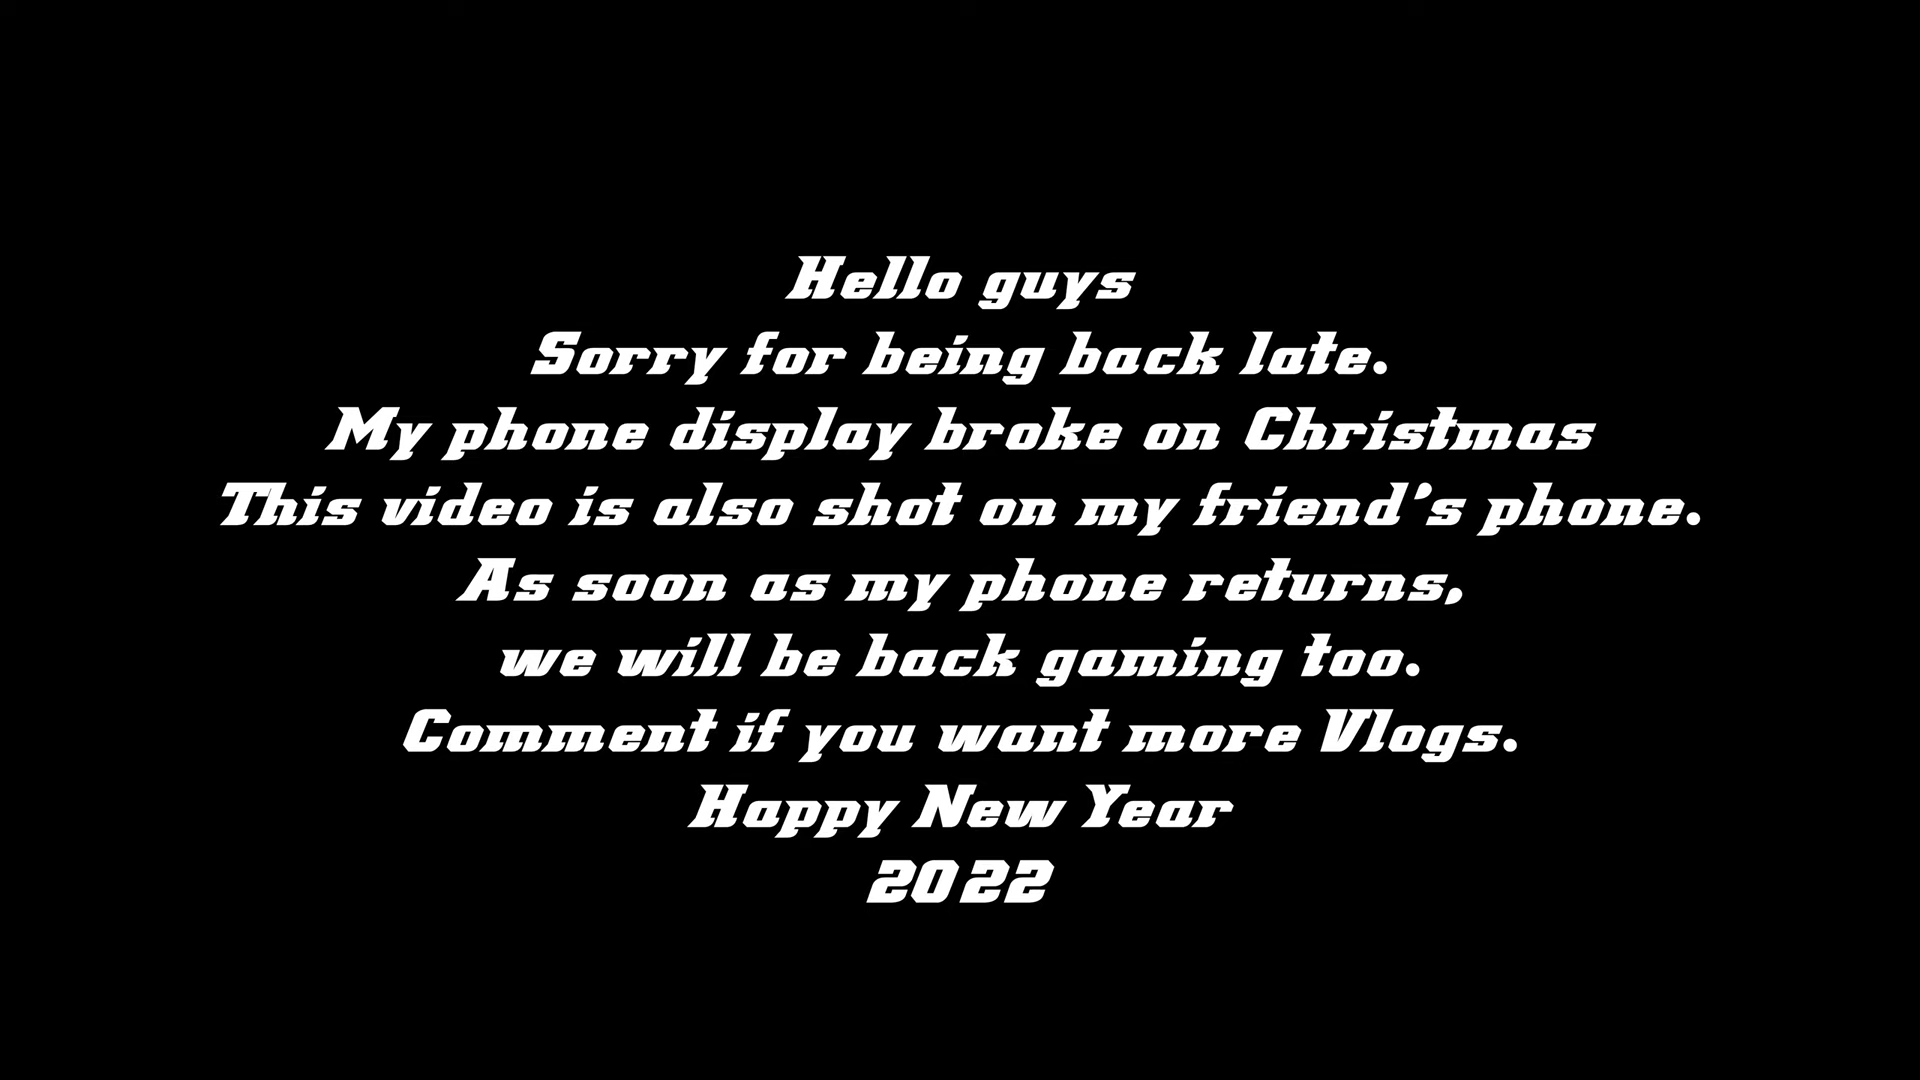 Hello guys
Sorry for being back late.
My phone display broke on Christmas
This video is also shot on my friend's phone.
As soon as my phone returns,
we will be back gaming too.
Comment if you want more Vlogs.
Happy New Year
2022